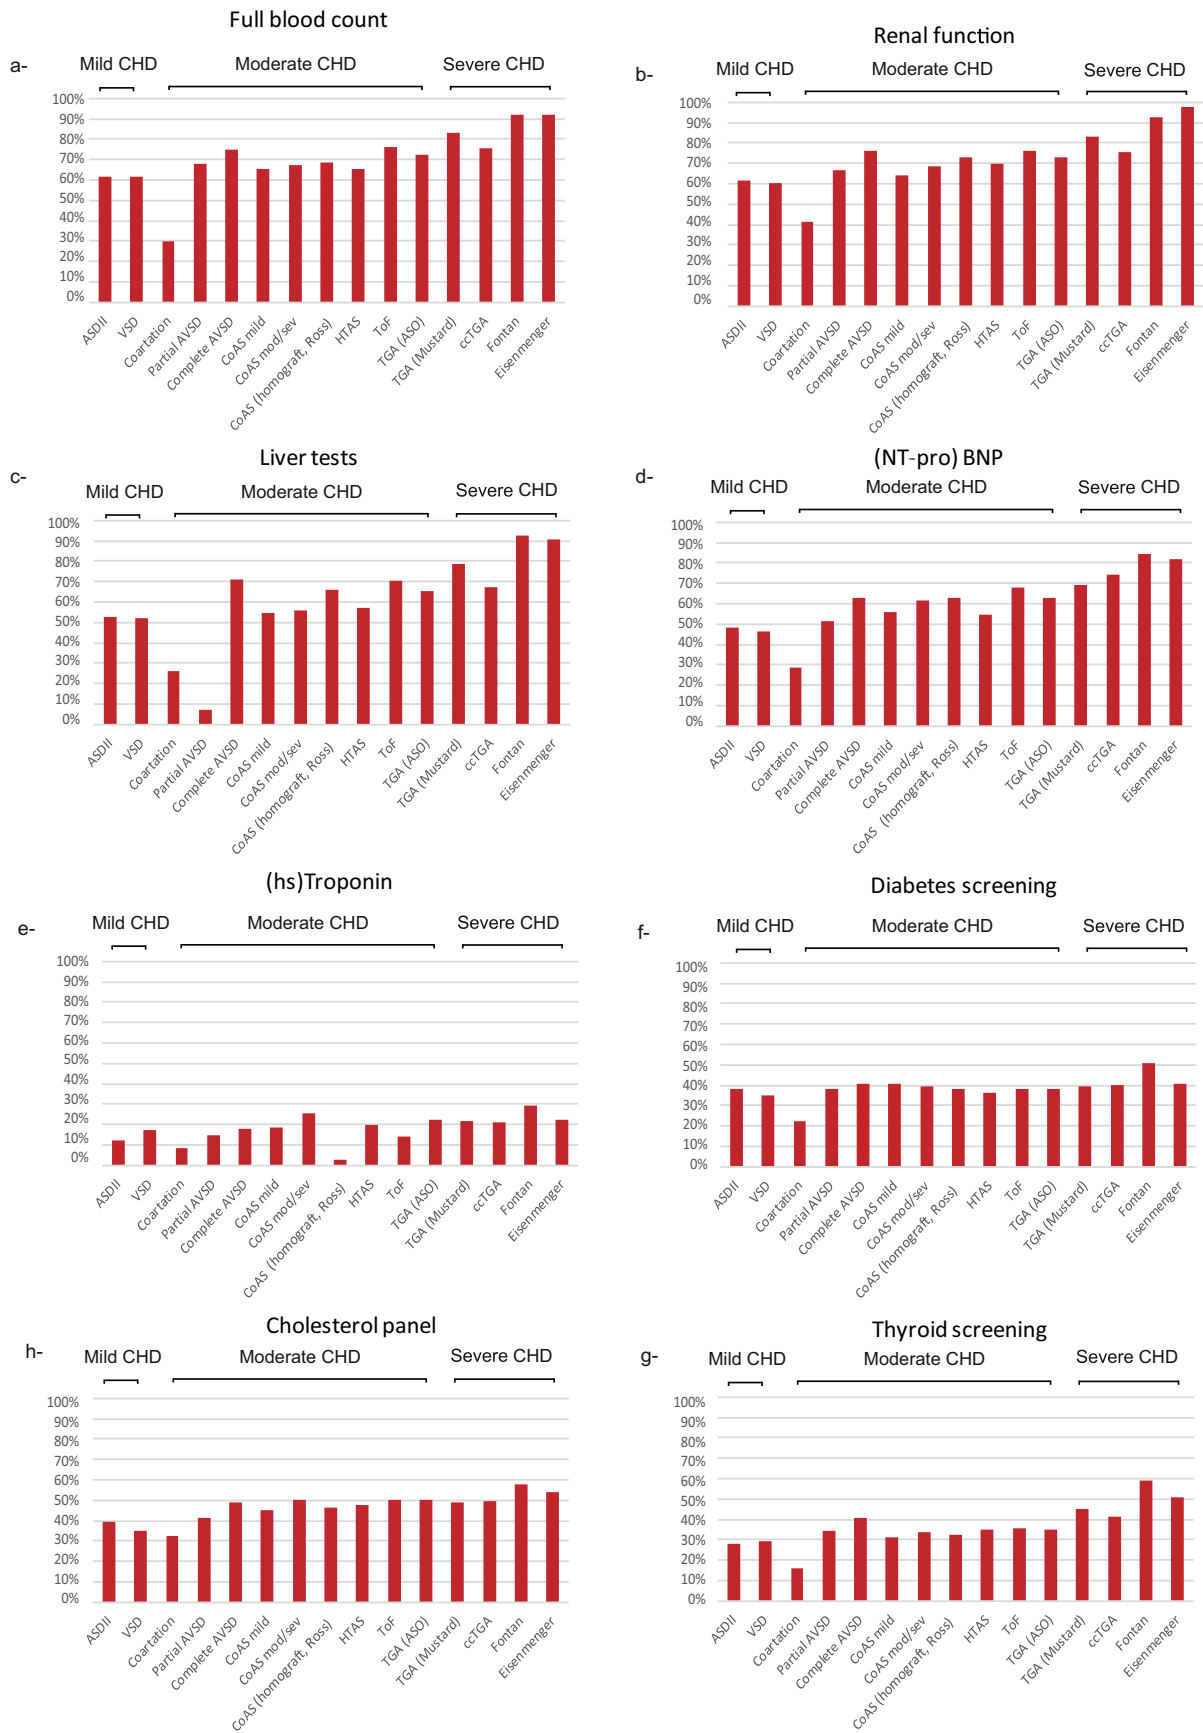 Full blood count
a-
Mild CHD
Moderate CHD
Severe CHD
100%
90%
80%
70%
60%
50%
40%
30%
20%
10%
0%
ASDII
VSD
Coartation
Partial AVSD
Complete AVSD
CoAS mild
CoAS mod/sev
CoAS (homograft, Ross)
HTAS
ToF
TGA (ASO)
TGA (Mustard)
ccTGA
Fontan
Eisenmenger
Renal function
b-
Mild CHD
Moderate CHD
Severe CHD
100%
90%
80%
70%
60%
50%
40%
30%
20%
10%
0%
ASDII
VSD
Coartation
Partial AVSD
Complete AVSD
CoAS mild
CoAS mod/sev
CoAS (homograft, Ross)
HTAS
ToF
TGA (ASO)
TGA (Mustard)
ccTGA
Fontan
Eisenmenger
Liver tests
c-
Mild CHD
Moderate CHD
Severe CHD
100%
90%
80%
70%
60%
50%
40%
30%
20%
10%
0%
ASDII
VSD
Coartation
Partial AVSD
Complete AVSD
CoAS mild
CoAS mod/sev
CoAS (homograft, Ross)
HTAS
ToF
TGA (ASO)
TGA (Mustard)
ccTGA
Fontan
Eisenmenger
(NT-pro) BNP
d-
Mild CHD
Moderate CHD
Severe CHD
100%
90%
80%
70%
60%
50%
40%
30%
20%
10%
0%
ASDII
VSD
Coartation
Partial AVSD
Complete AVSD
CoAS mild
CoAS mod/sev
CoAS (homograft, Ross)
HTAS
ToF
TGA (ASO)
TGA (Mustard)
ccTGA
Fontan
Eisenmenger
(hs)Troponin
e-
Mild CHD
Moderate CHD
Severe CHD
100%
90%
80%
70%
60%
50%
40%
30%
20%
10%
0%
ASDII
VSD
Coartation
Partial AVSD
Complete AVSD
CoAS mild
CoAS mod/sev
CoAS (homograft, Ross)
HTAS
ToF
TGA (ASO)
TGA (Mustard)
ccTGA
Fontan
Eisenmenger
Diabetes screening
f-
Mild CHD
Moderate CHD
Severe CHD
100%
90%
80%
70%
60%
50%
40%
30%
20%
10%
0%
ASDII
VSD
Coartation
Partial AVSD
Complete AVSD
CoAS mild
CoAS mod/sev
CoAS (homograft, Ross)
HTAS
ToF
TGA (ASO)
TGA (Mustard)
ccTGA
Fontan
Eisenmenger
Cholesterol panel
h-
Mild CHD
Moderate CHD
Severe CHD
100%
90%
80%
70%
60%
50%
40%
30%
20%
10%
0%
ASDII
VSD
Coartation
Partial AVSD
Complete AVSD
CoAS mild
CoAS mod/sev
CoAS (homograft, Ross)
HTAS
ToF
TGA (ASO)
TGA (Mustard)
ccTGA
Fontan
Eisenmenger
Thyroid screening
g-
Mild CHD
Moderate CHD
Severe CHD
100%
90%
80%
70%
60%
50%
40%
30%
20%
10%
0%
ASDII
VSD
Coartation
Partial AVSD
Complete AVSD
CoAS mild
CoAS mod/sev
CoAS (homograft, Ross)
HTAS
ToF
TGA (ASO)
TGA (Mustard)
ccTGA
Fontan
Eisenmenger